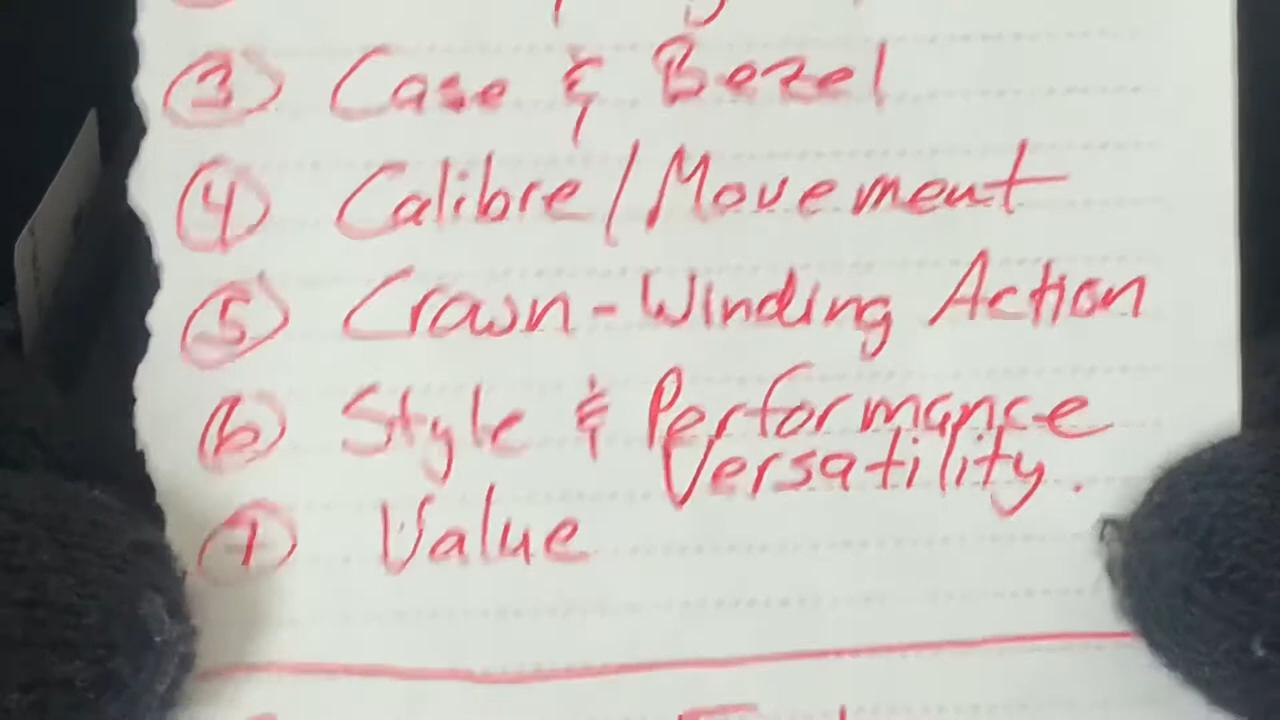 ③ Case & Bezel
④ Calibre/Movement
⑤ Crown-Winding Action
⑥ Style & Performance
Versatility.
⑦ Value